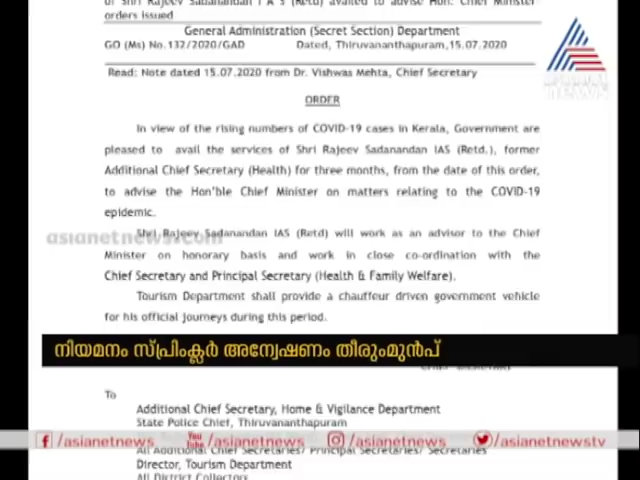 of Shri Rajeev Sadanandan I A S (Retd) availed to advise Hon: Chief Minister-
orders issued
General Administration (Secret Section) Department
GO (Ms) No.132/2020/GAD Dated, Thiruvananthapuram,15.07.2020
Read: Note dated 15.07.2020 from Dr. Vishwas Mehta, Chief Secretary
ORDER
In view of the rising numbers of COVID-19 cases in Kerala, Government are
pleased to avail the services of Shri Rajeev Sadanandan IAS (Retd.), former
Additional Chief Secretary (Health) for three months, from the date of this order,
to advise the Hon'ble Chief Minister on matters relating to the COVID-19
epidemic.
Shri Rajeev Sadanandan IAS (Retd) will work as an advisor to the Chief
Minister on honorary basis and work in close co-ordination with the
Chief Secretary and Principal Secretary (Health & Family Welfare).
Tourism Department shall provide a chauffeur driven government vehicle
for his official journeys during this period.
asianet
NEWS
asianetnews.com
നിയമനം സ്പ്രിംക്ലർ അന്വേഷണം തീരുംമുൻപ്
To
Additional Chief Secretary, Home & Vigilance Department
State Police Chief, Thiruvananthapuram
/asianetnews You Tube /asianetnews /asianetnews /asianetnewstv
All Additional Chief Secretaries/ Principal Secretaries/ Secretaries
Director, Tourism Department
All District Collectors